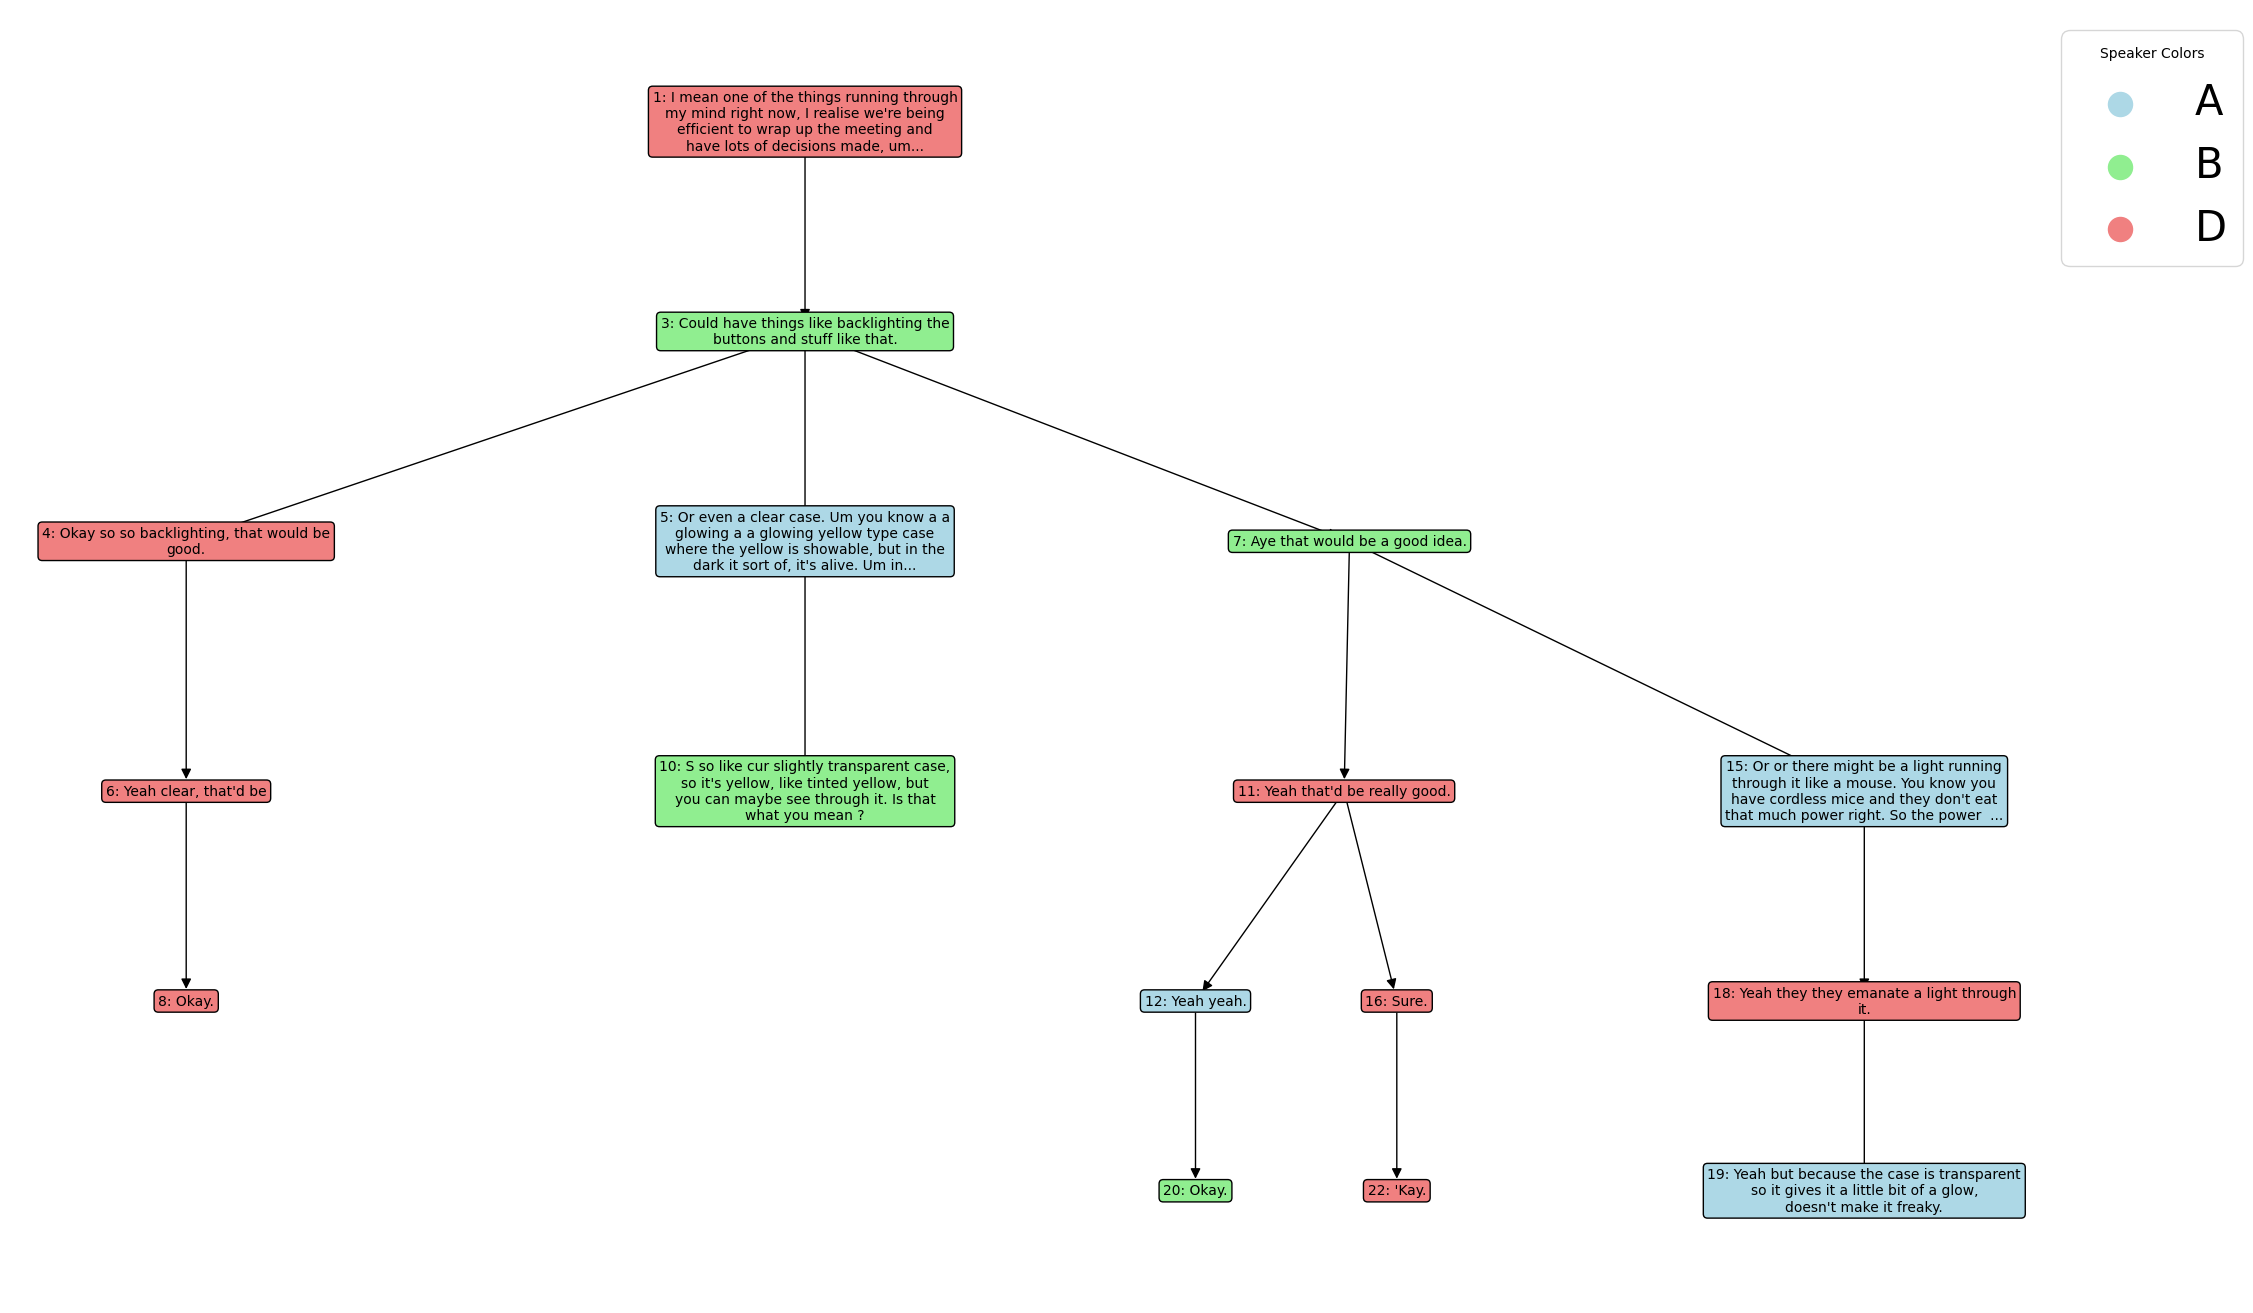 Speaker Colors
A
B
D
1: I mean one of the things running through
my mind right now, I realise we're being
efficient to wrap up the meeting and
have lots of decisions made, um...
3: Could have things like backlighting the
buttons and stuff like that.
4: Okay so so backlighting, that would be
good.
5: Or even a clear case. Um you know a a
glowing a a glowing yellow type case
where the yellow is showable, but in the
dark it sort of, it's alive. Um in...
7: Aye that would be a good idea.
6: Yeah clear, that'd be
10: S so like cur slightly transparent case,
so it's yellow, like tinted yellow, but
you can maybe see through it. Is that
what you mean ?
11: Yeah that'd be really good.
15: Or or there might be a light running
through it like a mouse. You know you
have cordless mice and they don't eat
that much power right. So the power  ...
8: Okay.
12: Yeah yeah.
16: Sure.
18: Yeah they they emanate a light through
it.
20: Okay.
22: 'Kay.
19: Yeah but because the case is transparent
so it gives it a little bit of a glow,
doesn't make it freaky.